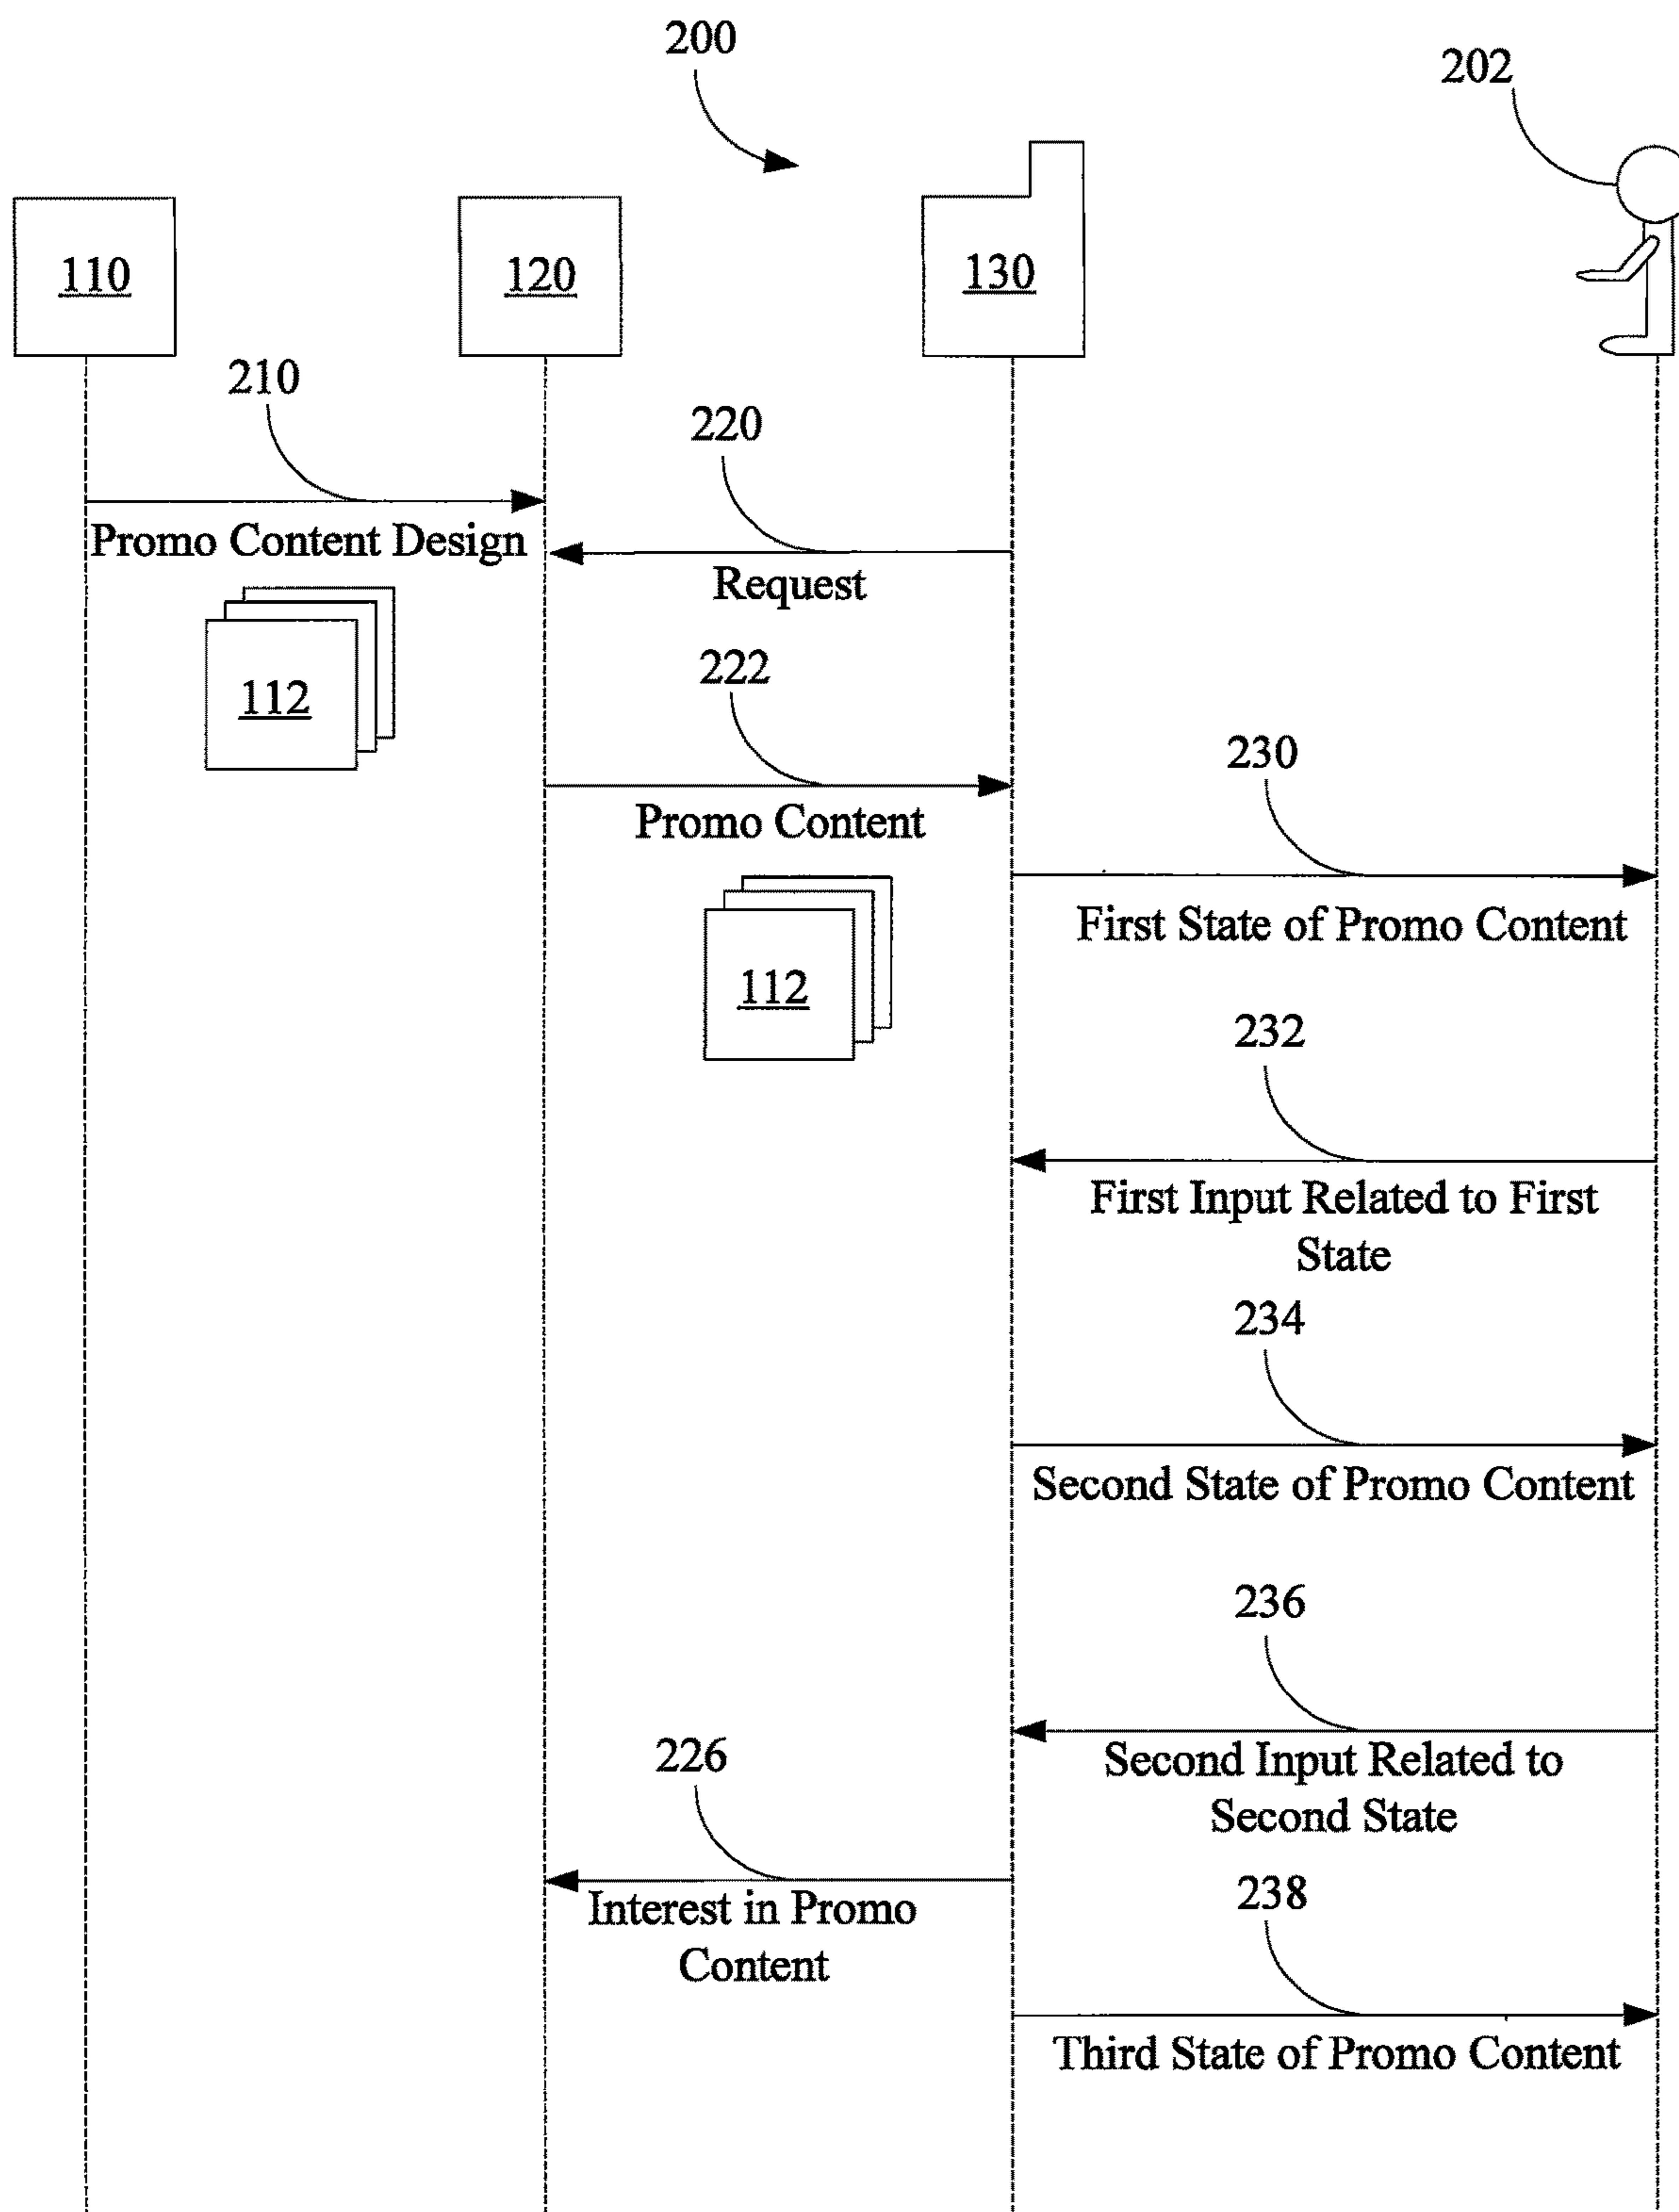 200
202
110
120
130
210
220
Promo Content Design
Request
112
222
230
Promo Content
First State of Promo Content
112
232
First Input Related to First
State
234
Second State of Promo Content
236
Second Input Related to
Second State
226
Interest in Promo
Content
238
Third State of Promo Content